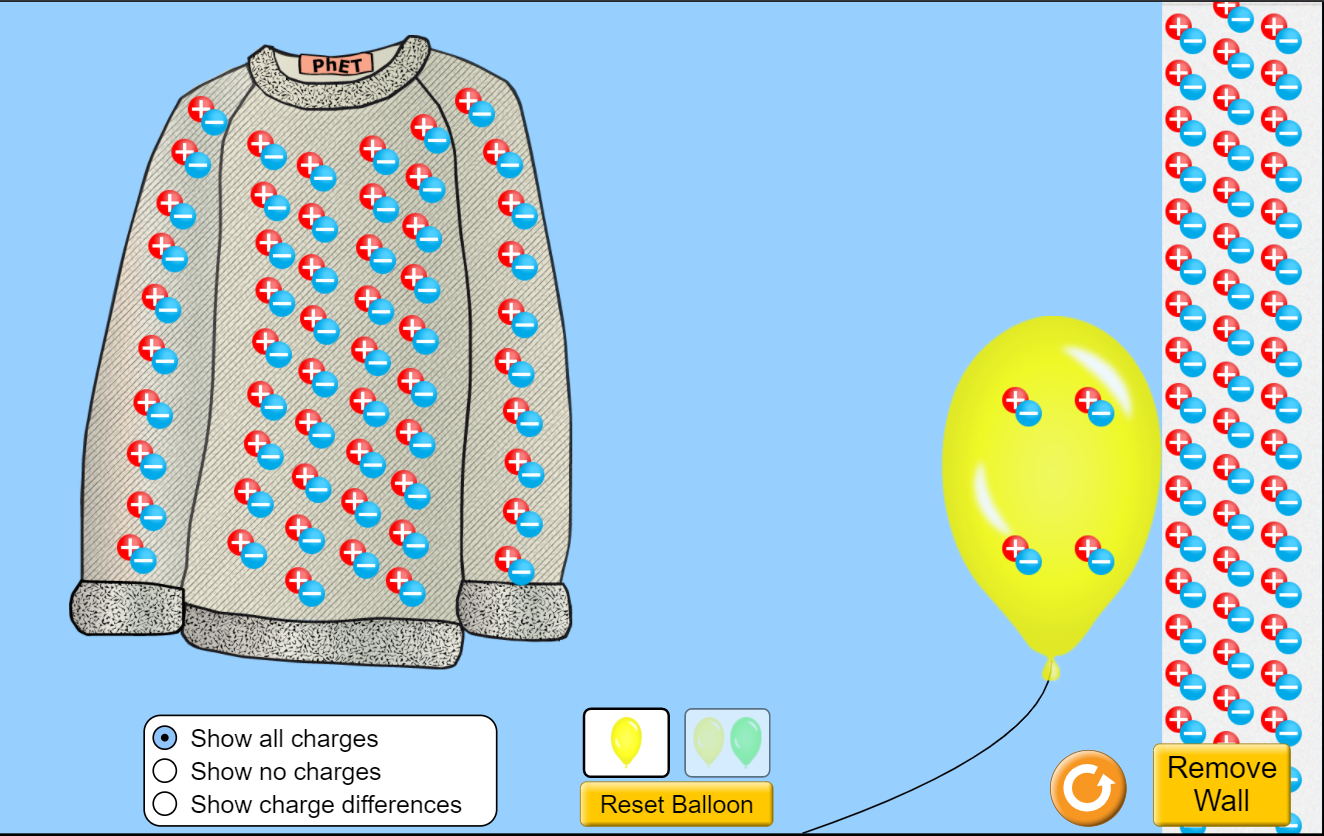 PhET
Show all charges
Show no charges
Show charge differences
Reset Balloon
Remove
Wall